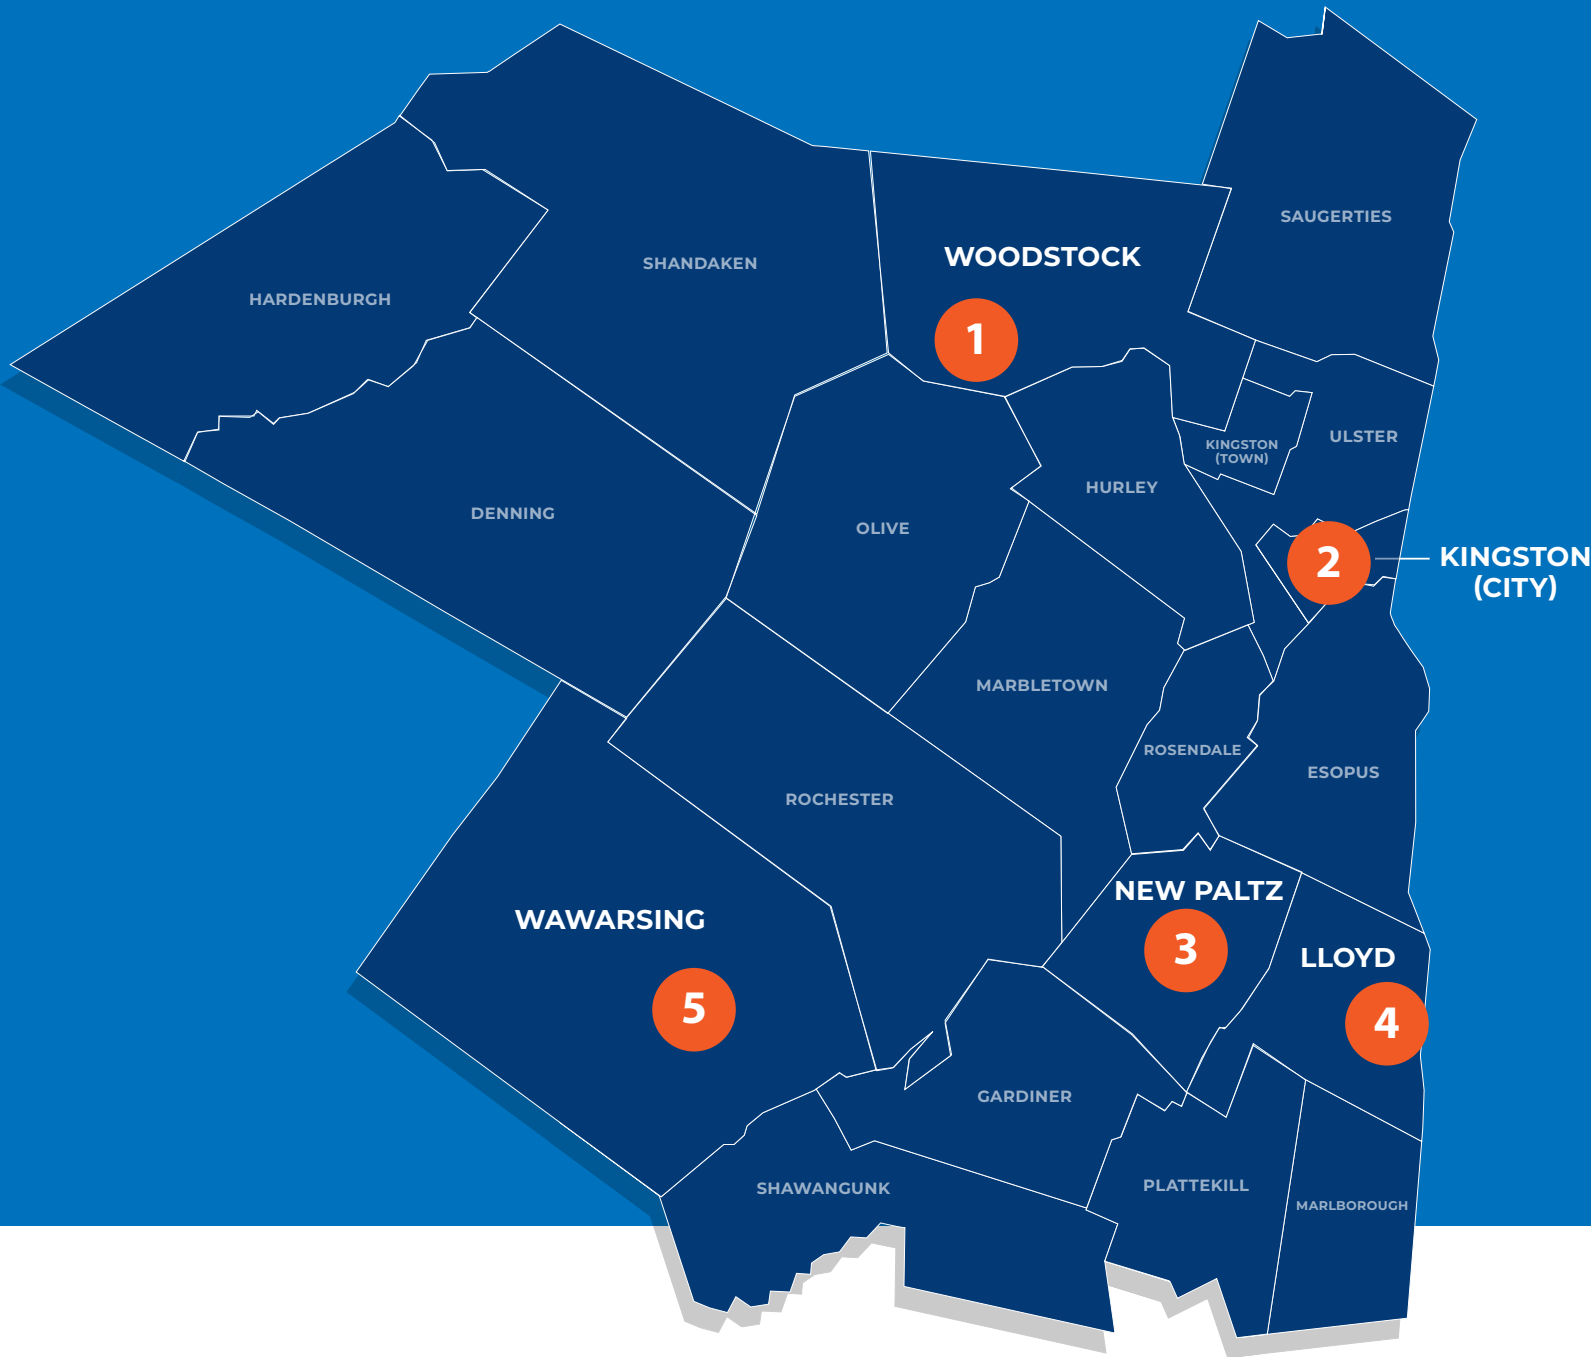 SAUGERTIES
WOODSTOCK
SHANDAKEN
HARDENBURGH
1
ULSTER
KINGSTON
(TOWN)
HURLEY
DENNING
OLIVE
2
KINGSTON
(CITY)
MARBLETOWN
ROSENDALE
ESOPUS
ROCHESTER
NEW PALTZ
WAWARSING
3
LLOYD
5
4
GARDINER
PLATTEKILL
SHAWANGUNK
MARLBOROUGH